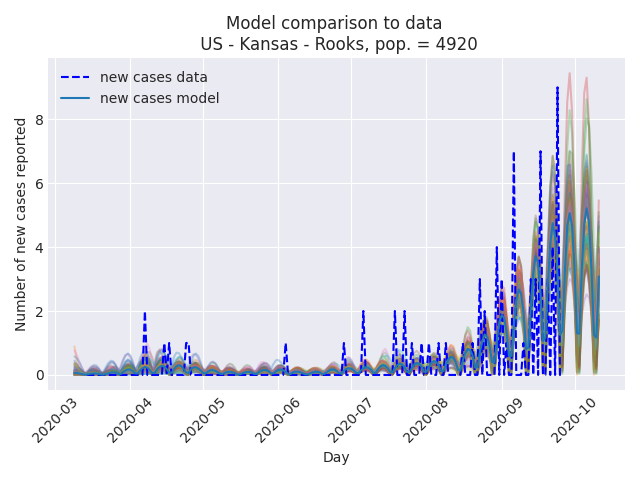 Model comparison to data
US - Kansas - Rooks, pop. = 4920
new cases data
new cases model
Number of new cases reported
8
6
4
2
0
2020-03
2020-04
2020-05
2020-06
2020-07
2020-08
2020-09
2020-10
Day